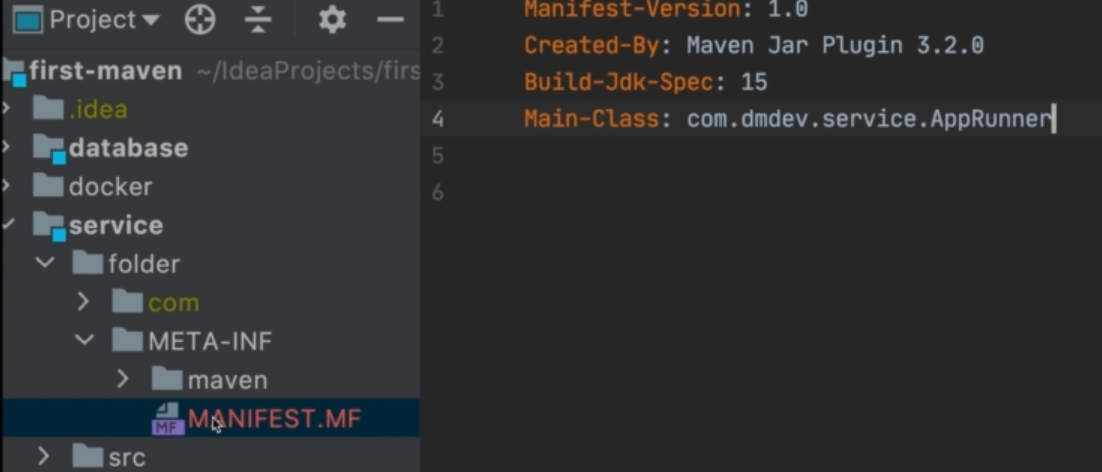 Project
first-maven ~/IdeaProjects/firs
.idea
database
docker
service
folder
com
META-INF
maven
MF MANIFEST.MF
src
1 Manifest-Version: 1.0
2 Created-By: Maven Jar Plugin 3.2.0
3 Build-Jdk-Spec: 15
4 Main-Class: com.dmdev.service.AppRunner
5
6